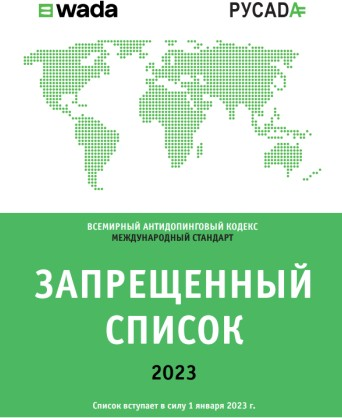 wada
РУСАДА
ВСЕМИРНЫЙ АНТИДОПИНГОВЫЙ КОДЕКС
МЕЖДУНАРОДНЫЙ СТАНДАРТ
ЗАПРЕЩЕННЫЙ
СПИСОК
2023
Список вступает в силу 1 января 2023 г.